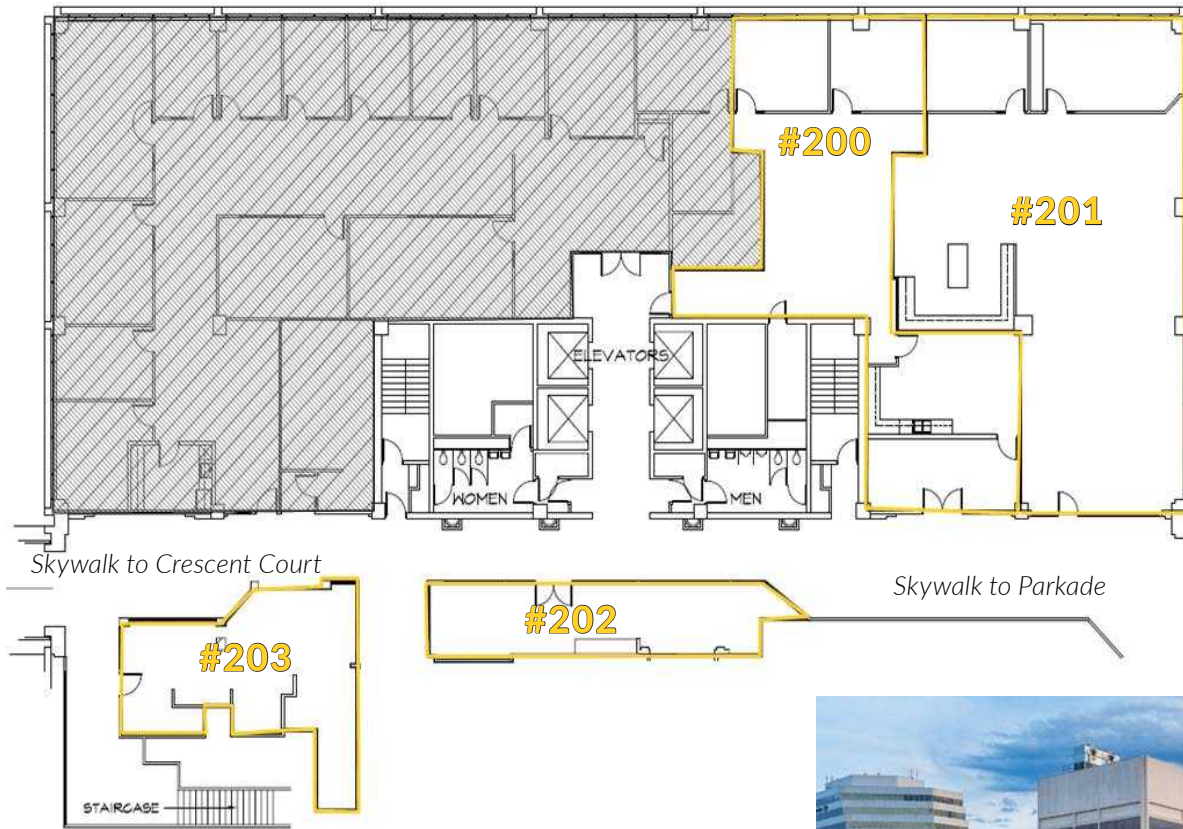 #200
#201
ELEVATORS
WOMEN
MEN
Skywalk to Crescent Court
Skywalk to Parkade
#202
#203
STAIRCASE